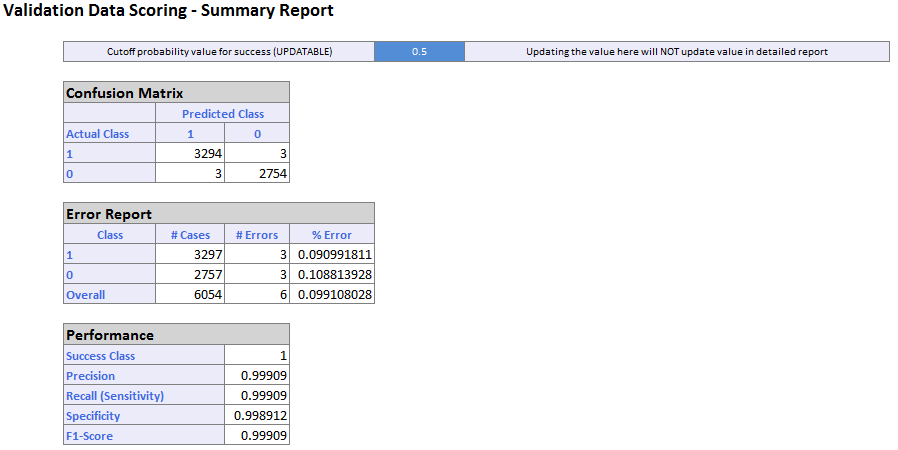 Validation Data Scoring - Summary Report
Cutoff probability value for success (UPDATABLE) 0.5 Updating the value here will NOT update value in detailed report
Confusion Matrix
Predicted Class
Actual Class 1 0
1 3294 3
0 3 2754
Error Report
Class # Cases # Errors % Error
1 3297 3 0.090991811
0 2757 3 0.108813928
Overall 6054 6 0.099108028
Performance
Success Class 1
Precision 0.99909
Recall (Sensitivity) 0.99909
Specificity 0.998912
F1-Score 0.99909